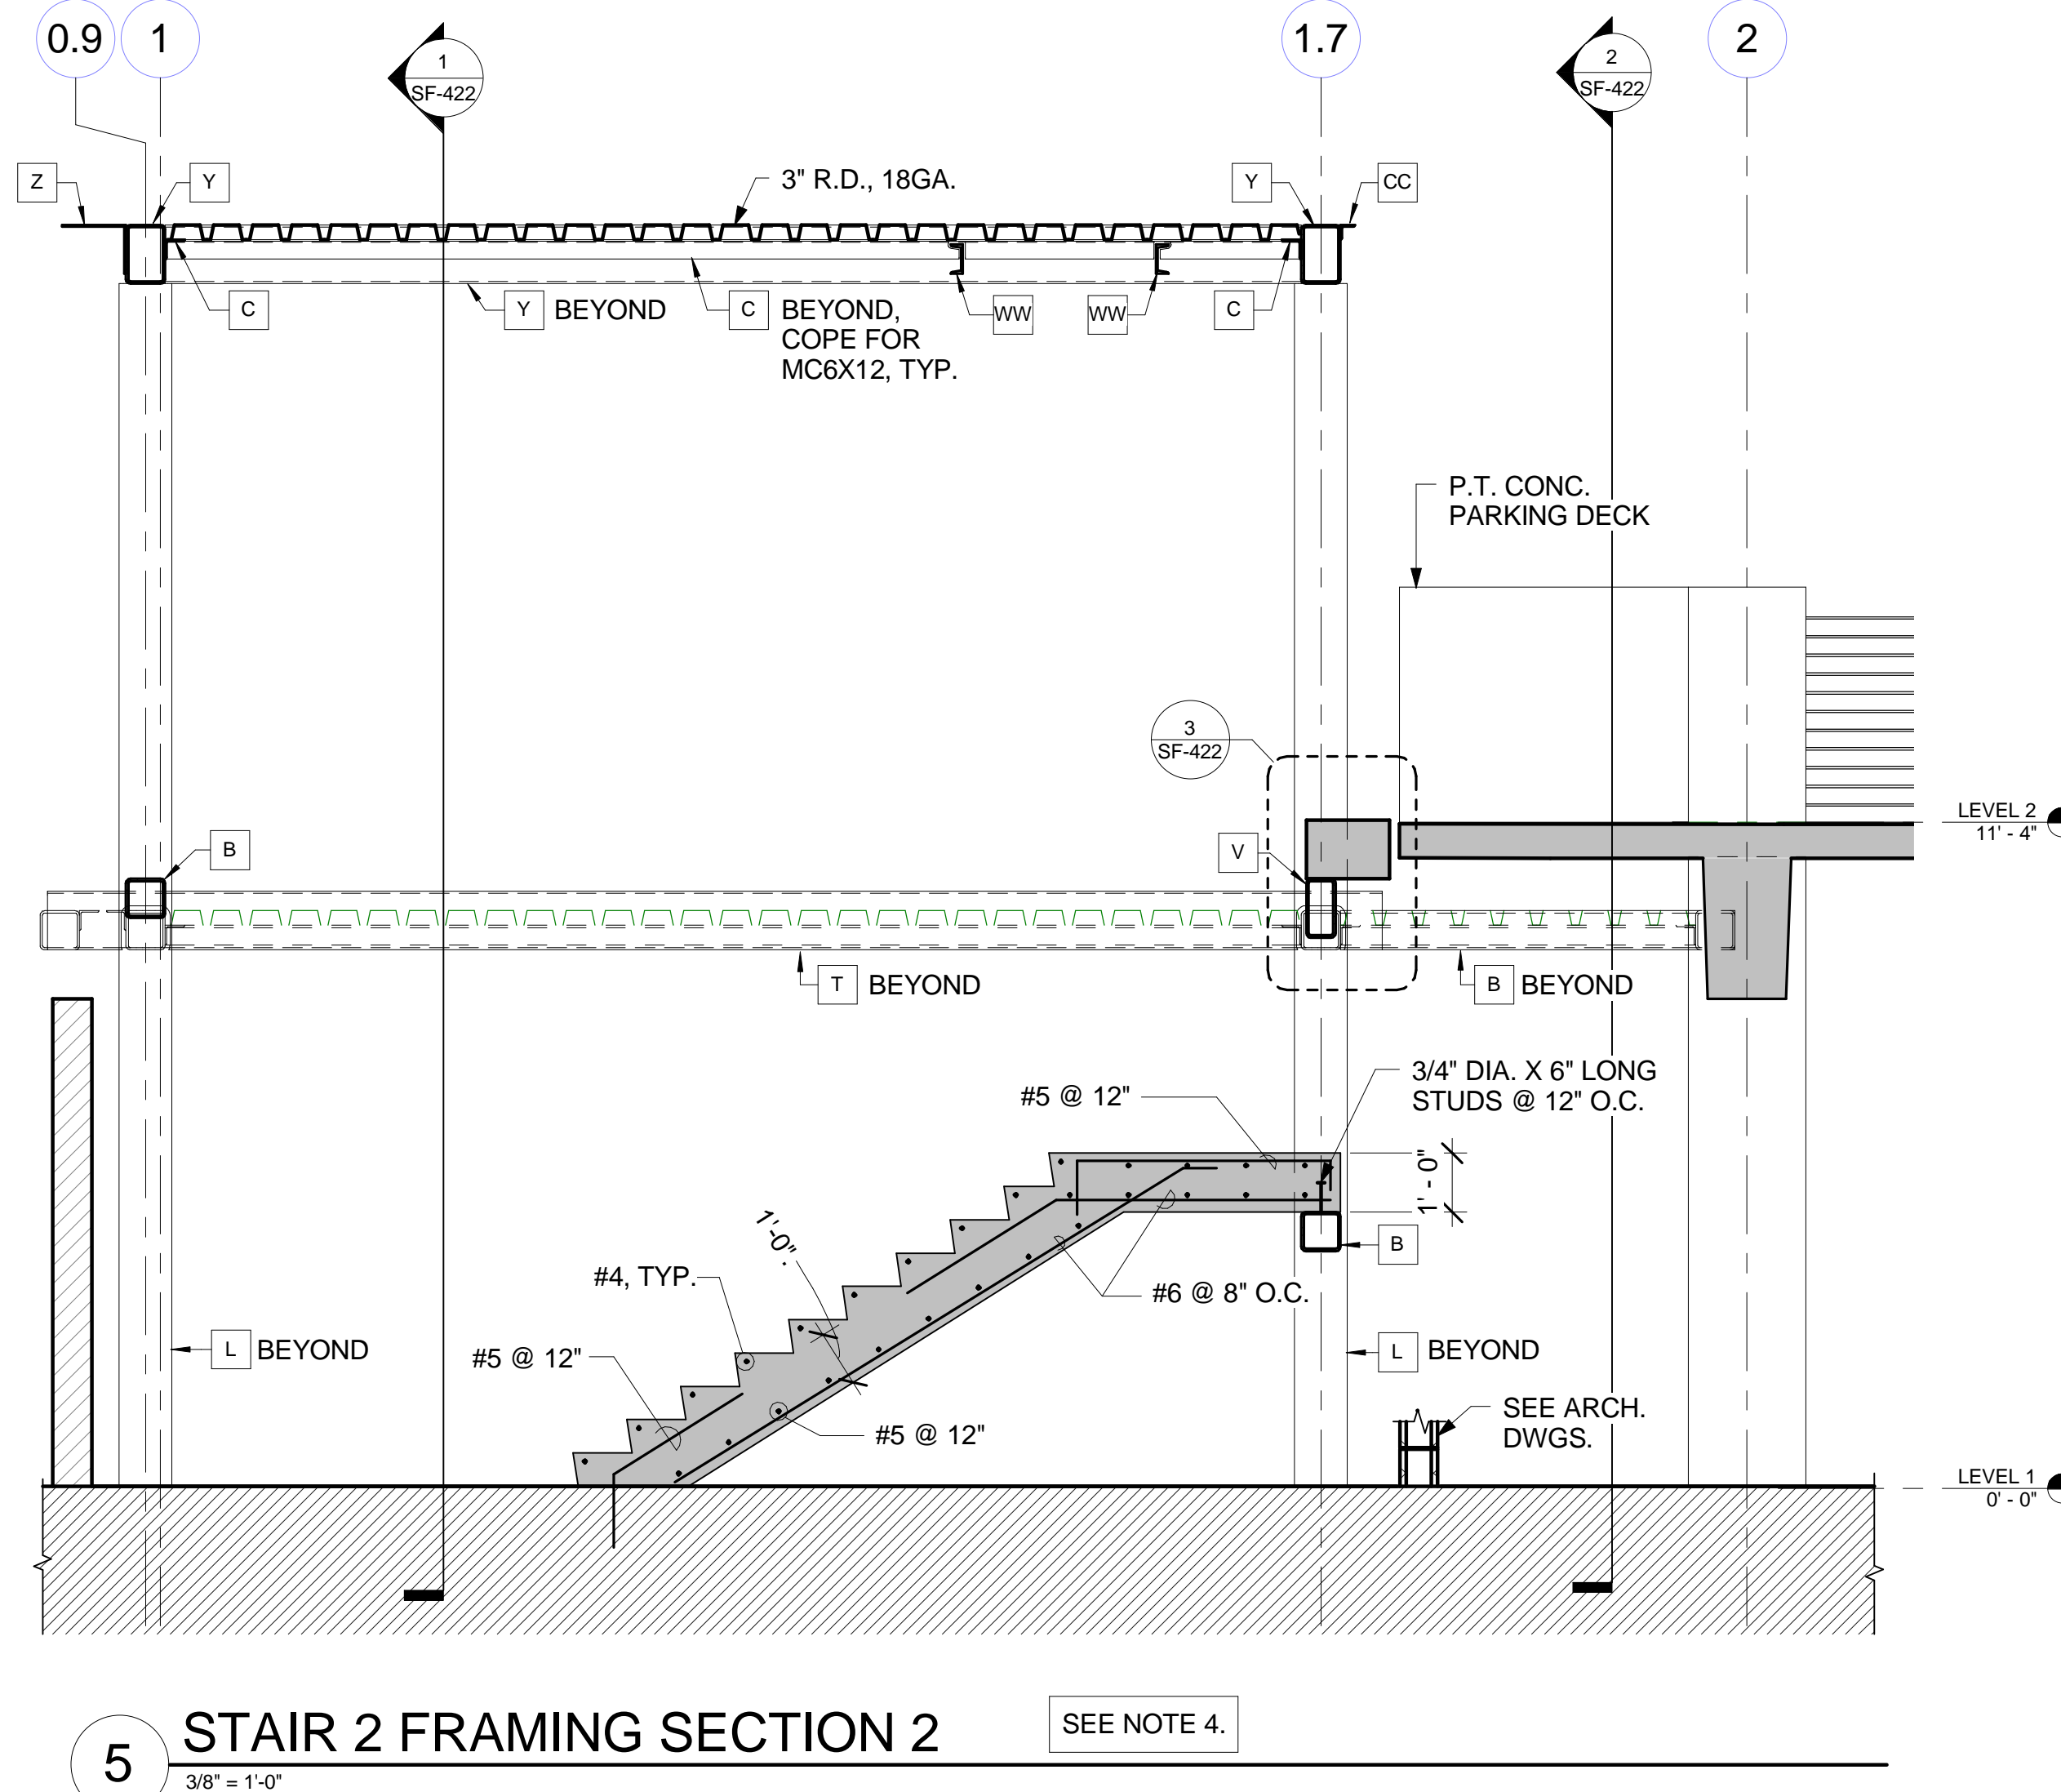 0.9
1
1.7
2
1
SF-422
2
SF-422
Z
Y
3" R.D., 18GA.
Y
CC
C
Y
BEYOND
C
BEYOND,
COPE FOR
MC6X12, TYP.
WW
WW
C
P.T. CONC.
PARKING DECK
3
SF-422
LEVEL 2
11' - 4"
B
V
T
BEYOND
B
BEYOND
3/4" DIA. X 6" LONG
STUDS @ 12" O.C.
#5 @ 12"
1' - 0"
1'-0"
B
#4, TYP.
#6 @ 8" O.C.
L
BEYOND
#5 @ 12"
L
BEYOND
SEE ARCH.
DWGS.
#5 @ 12"
LEVEL 1
0' - 0"
5
STAIR 2 FRAMING SECTION 2
SEE NOTE 4.
3/8" = 1'-0"